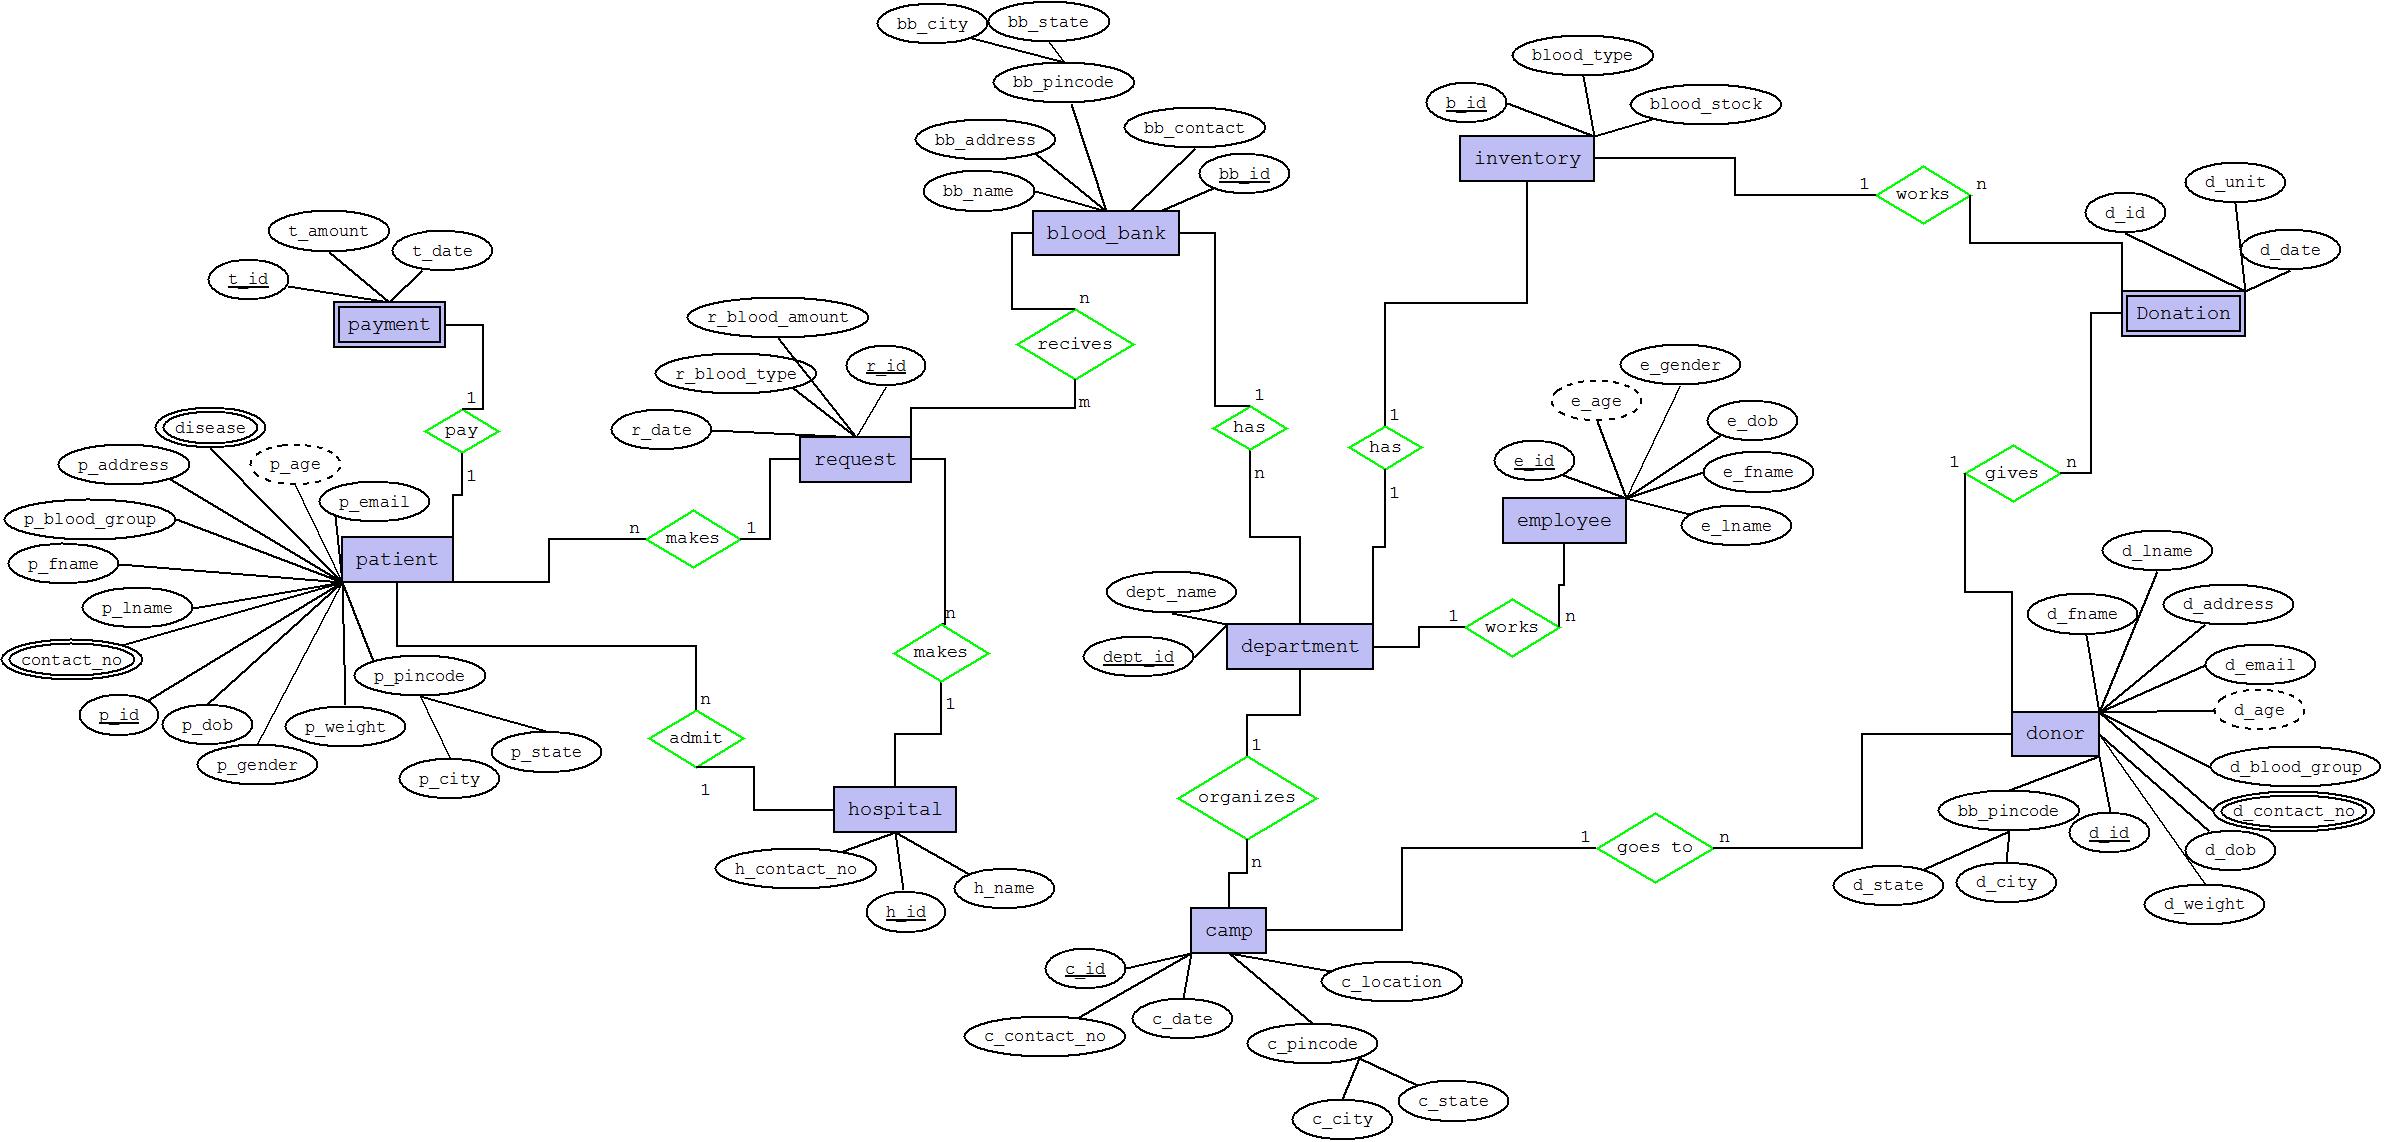 bb_city
bb_state
bb_pincode
bb_address
bb_contact
bb_name
bb_id
blood_bank
blood_type
b_id
blood_stock
inventory
1
works
n
d_id
d_unit
d_date
Donation
t_amount
t_id
t_date
payment
1
pay
1
r_blood_amount
r_blood_type
r_id
r_date
request
n
recives
m
1
has
n
1
has
1
e_gender
e_age
e_dob
e_id
e_fname
e_lname
employee
1
gives
n
disease
p_address
p_age
p_email
p_blood_group
p_fname
patient
p_lname
contact_no
p_id
p_dob
p_gender
p_weight
p_pincode
p_city
p_state
n
makes
1
n
makes
1
n
admit
1
hospital
h_contact_no
h_id
h_name
dept_name
dept_id
department
1
works
n
1
organizes
n
1
goes to
n
d_lname
d_fname
d_address
d_email
d_age
donor
d_blood_group
bb_pincode
d_id
d_contact_no
d_dob
d_state
d_city
d_weight
camp
c_id
c_contact_no
c_date
c_location
c_pincode
c_city
c_state